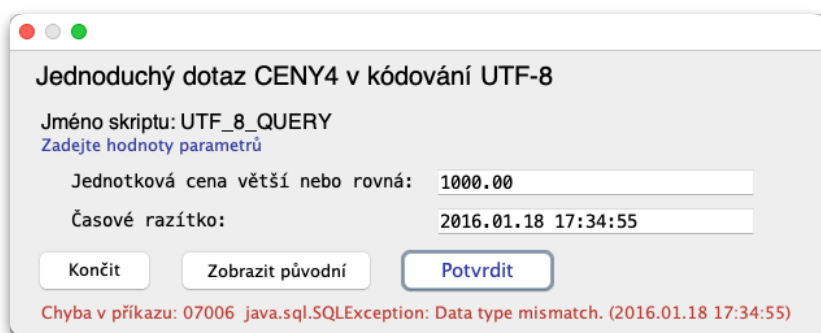 Jednoduchý dotaz CENY4 v kódování UTF-8
Jméno skriptu: UTF_8_QUERY
Zadejte hodnoty parametrů
Jednotková cena větší nebo rovná: 1000.00
Časové razítko: 2016.01.18 17:34:55
Končit Zobrazit původní Potvrdit
Chyba v příkazu: 07006 java.sql.SQLException: Data type mismatch. (2016.01.18 17:34:55)